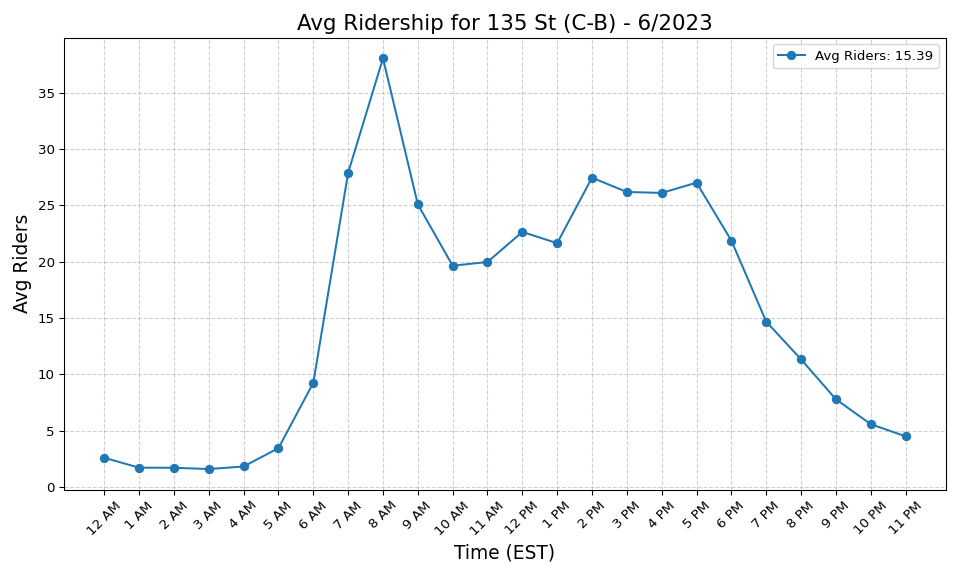 Avg Ridership for 135 St (C-B) - 6/2023
Avg Riders: 15.39
Avg Riders
35
30
25
20
15
10
5
0
12 AM
1 AM
2 AM
3 AM
4 AM
5 AM
6 AM
7 AM
8 AM
9 AM
10 AM
11 AM
12 PM
1 PM
2 PM
3 PM
4 PM
5 PM
6 PM
7 PM
8 PM
9 PM
10 PM
11 PM
Time (EST)